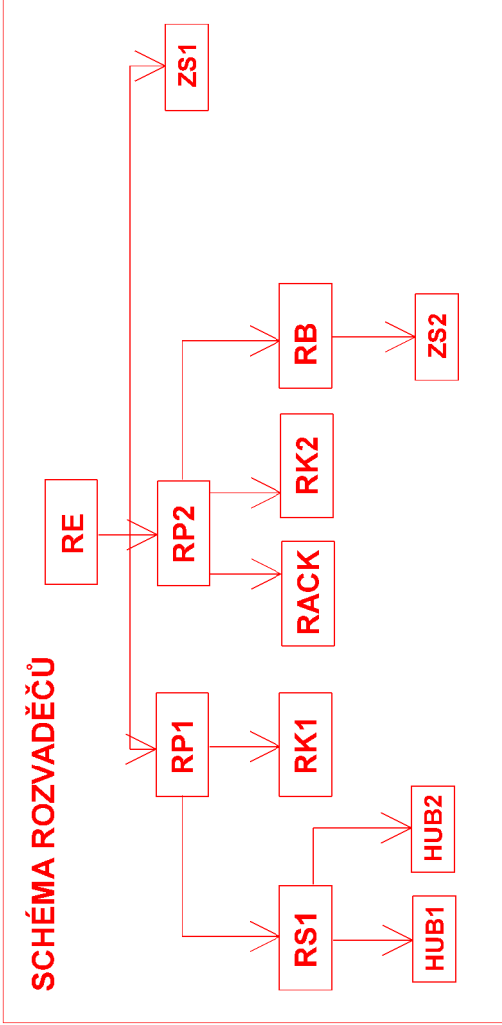 SCHÉMA ROZVADĚČŮ
RE
ZS1
RP1
RP2
RS1
RK1
RACK
RK2
RB
HUB1
HUB2
ZS2